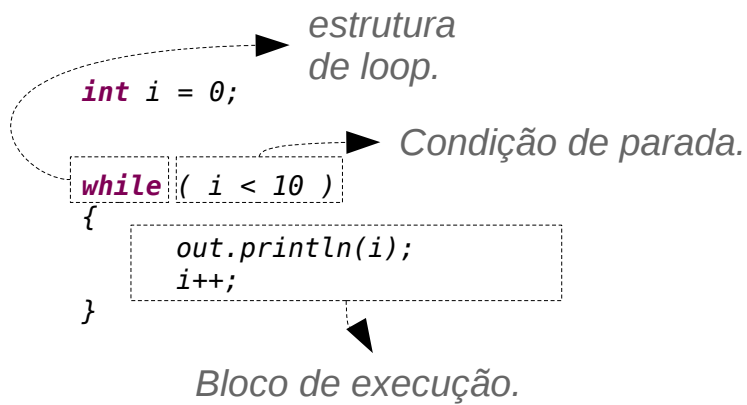 estrutura
de loop.
int i = 0;
Condição de parada.
while ( i < 10 )
{
out.println(i);
i++;
}
Bloco de execução.